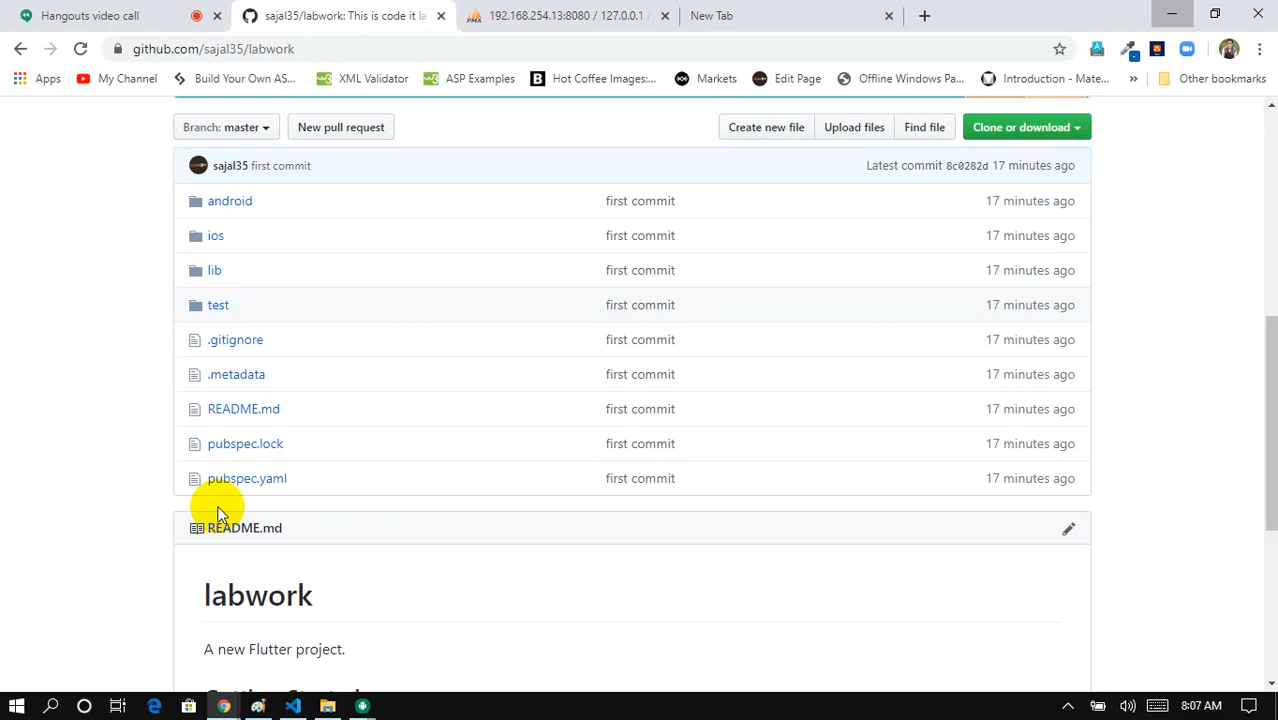 Hangouts video call
sajal35/labwork: This is code it la
192.168.254.13:8080 / 127.0.0.1
New Tab
github.com/sajal35/labwork
Apps
My Channel
Build Your Own AS...
XML Validator
ASP Examples
Hot Coffee Images:...
Markets
Edit Page
Offline Windows Pa...
Introduction - Mate...
»
Other bookmarks
Branch: master
New pull request
Create new file
Upload files
Find file
Clone or download
sajal35 first commit
Latest commit 8c0282d 17 minutes ago
android first commit 17 minutes ago
ios first commit 17 minutes ago
lib first commit 17 minutes ago
test first commit 17 minutes ago
.gitignore first commit 17 minutes ago
.metadata first commit 17 minutes ago
README.md first commit 17 minutes ago
pubspec.lock first commit 17 minutes ago
pubspec.yaml first commit 17 minutes ago
README.md
labwork
A new Flutter project.
8:07 AM